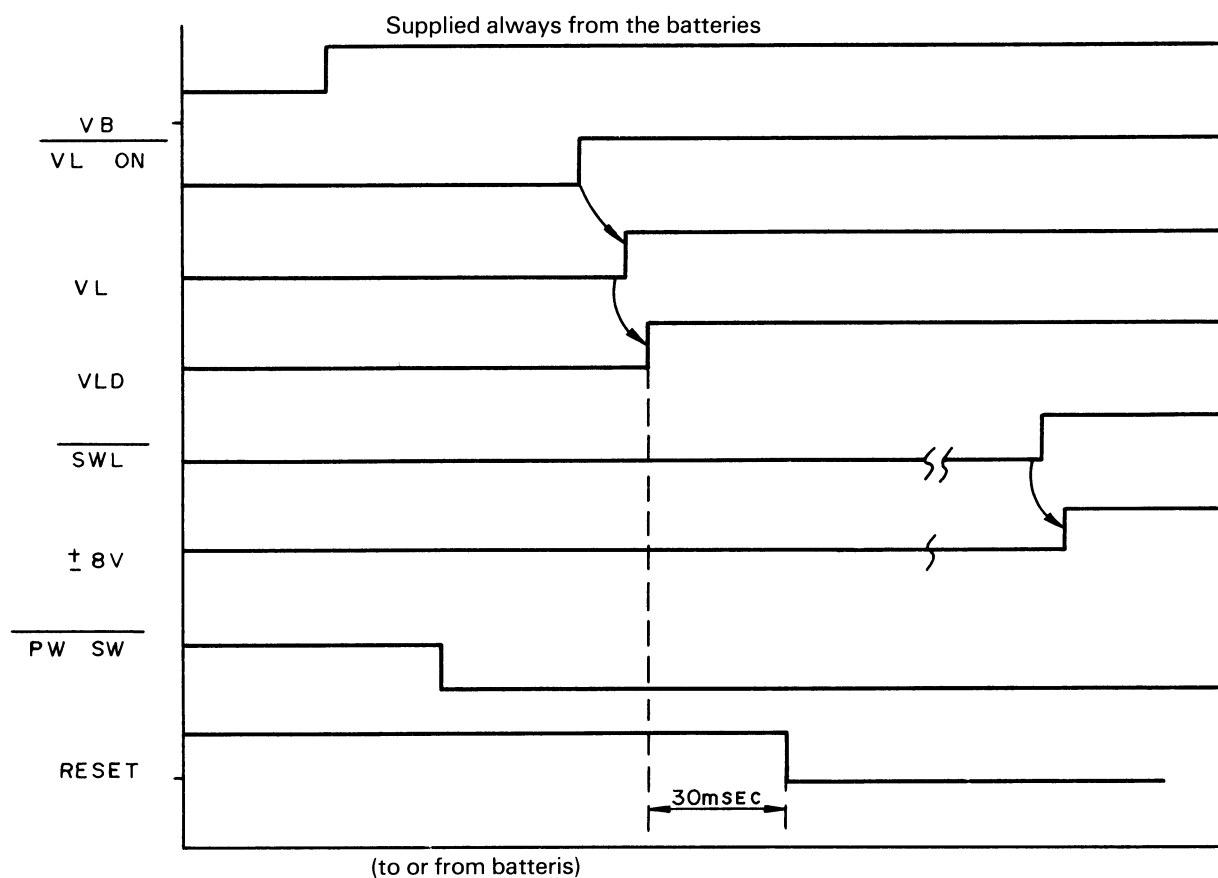 Supplied always from the batteries
VB
VL ON
VL
VLD
SWL
± 8V
PW SW
RESET
30mSEC
(to or from batteris)